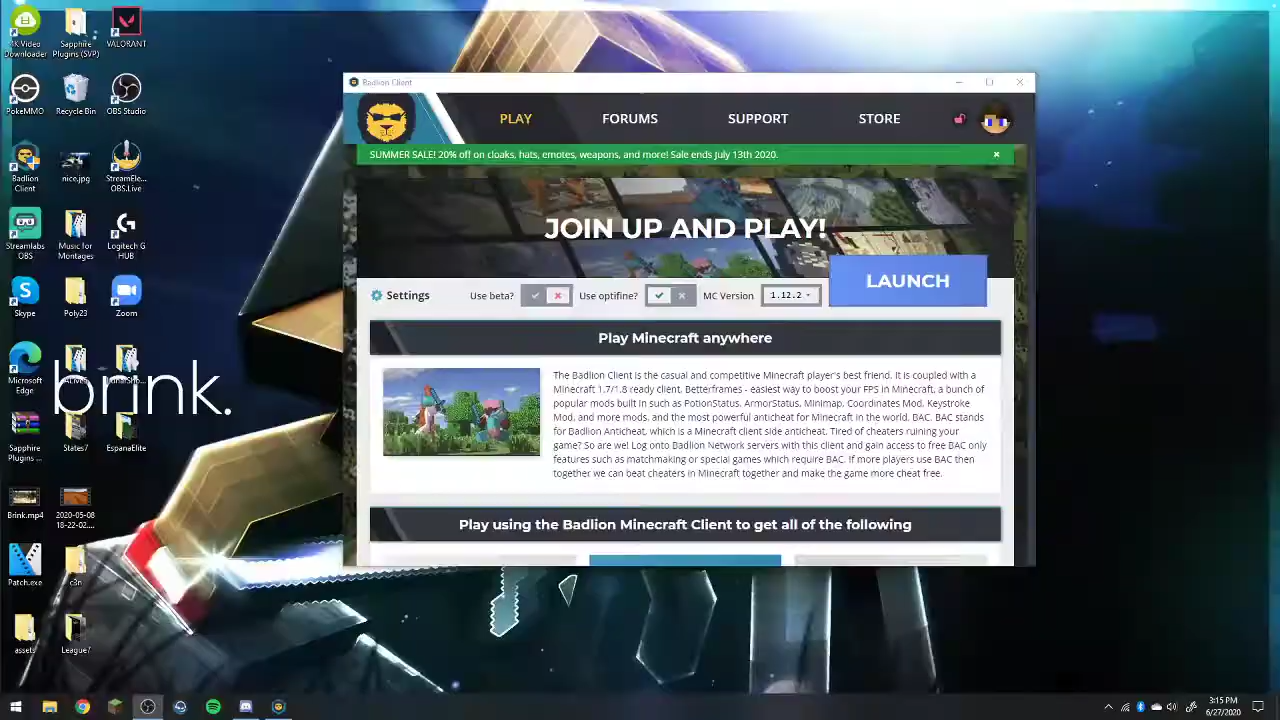 4K Video Downloader
Sapphire Plugins (SVP)
VALORANT
PokeMMO
Recycle Bin
OBS Studio
Badlion Client
nice.jpg
StreamEle... OBS.Live
Streamlabs OBS
Music for Montages
Logitech G HUB
Skype
Poly23
Zoom
Microsoft Edge
brink.
Sapphire Plugins ...
States7
EspanaElite
Brink.mp4
2020-05-08 18-22-02....
Patch.exe
c3n
assets
League7
Badlion Client
PLAY
FORUMS
SUPPORT
STORE
SUMMER SALE! 20% off on cloaks, hats, emotes, weapons, and more! Sale ends July 13th 2020.
JOIN UP AND PLAY!
LAUNCH
Settings
Use beta?
Use optifine?
MC Version
1.12.2
Play Minecraft anywhere
The Badlion Client is the casual and competitive Minecraft player's best friend. It is coupled with a
Minecraft 1.7/1.8 ready client, Betterframes - easiest way to boost your FPS in Minecraft, a bunch of
popular mods built in such as PotionStatus, ArmorStatus, Minimap, Coordinates Mod, Keystroke
Mod, and more mods, and the most powerful anticheat for Minecraft in the world, BAC. BAC stands
for Badlion Anticheat, which is a Minecraft client side anticheat. Tired of cheaters ruining your
game? So are we! Log onto Badlion Network servers with this client and gain access to free BAC only
features such as matchmaking or special games which require BAC. If more players use BAC then
together we can beat cheaters in Minecraft together and make the game more cheat free.
Play using the Badlion Minecraft Client to get all of the following
3:15 PM
6/27/2020